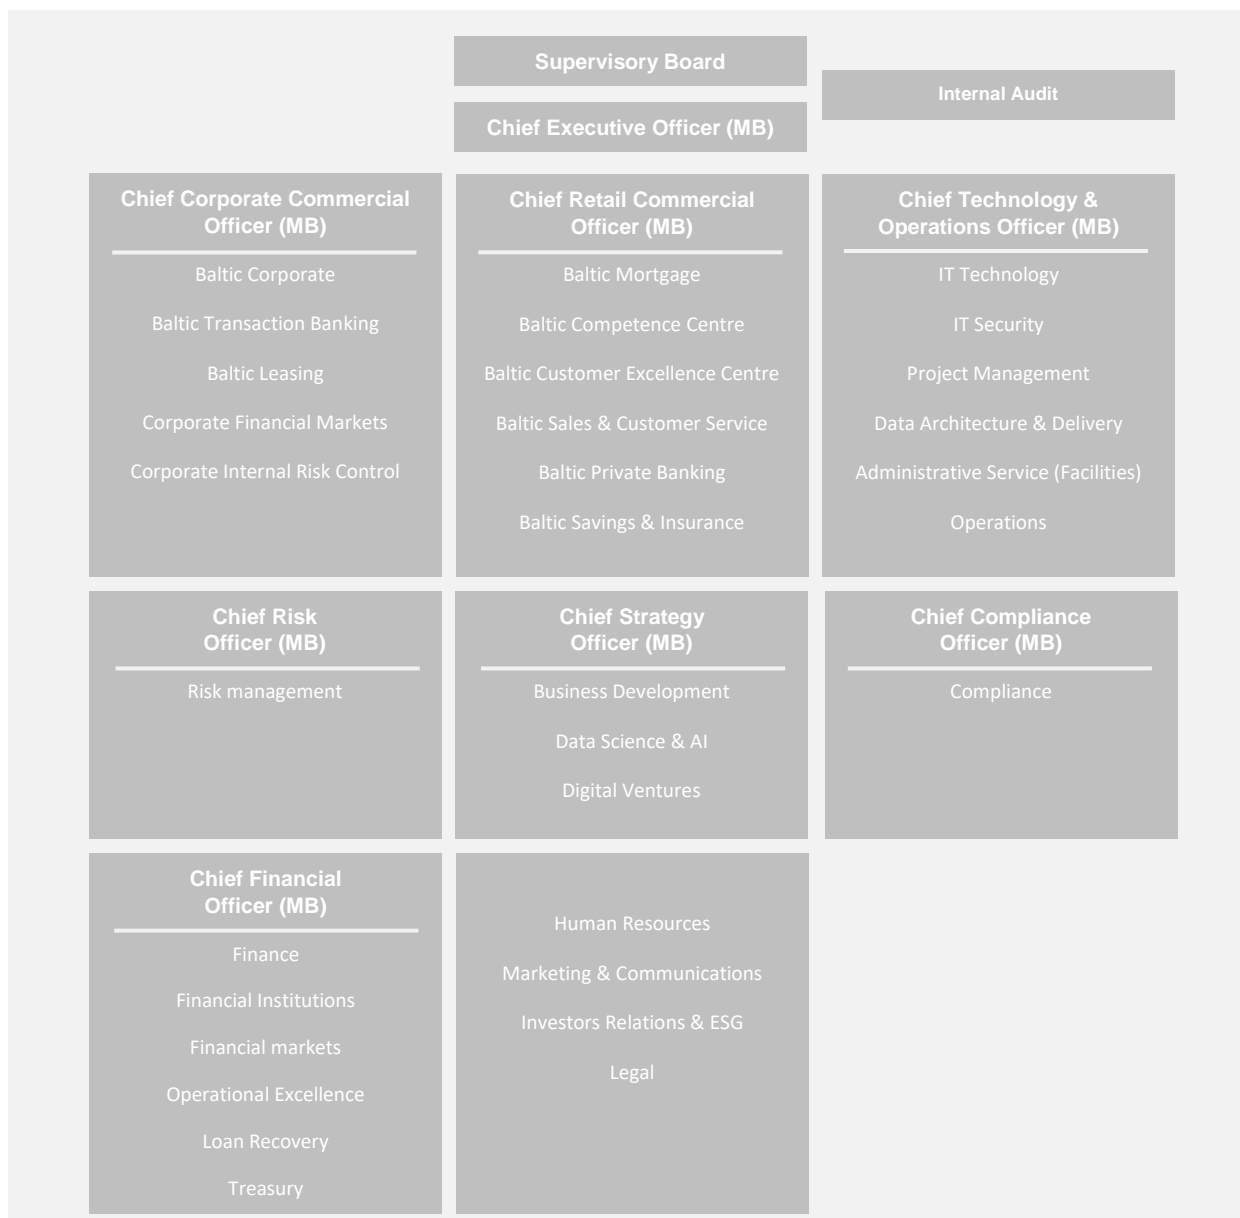 Supervisory Board
Internal Audit
Chief Executive Officer (MB)
Chief Corporate Commercial
Officer (MB)
Baltic Corporate
Baltic Transaction Banking
Baltic Leasing
Corporate Financial Markets
Corporate Internal Risk Control
Chief Retail Commercial
Officer (MB)
Baltic Mortgage
Baltic Competence Centre
Baltic Customer Excellence Centre
Baltic Sales & Customer Service
Baltic Private Banking
Baltic Savings & Insurance
Chief Technology &
Operations Officer (MB)
IT Technology
IT Security
Project Management
Data Architecture & Delivery
Administrative Service (Facilities)
Operations
Chief Risk
Officer (MB)
Risk management
Chief Strategy
Officer (MB)
Business Development
Data Science & AI
Digital Ventures
Chief Compliance
Officer (MB)
Compliance
Chief Financial
Officer (MB)
Finance
Financial Institutions
Financial markets
Operational Excellence
Loan Recovery
Treasury
Human Resources
Marketing & Communications
Investors Relations & ESG
Legal